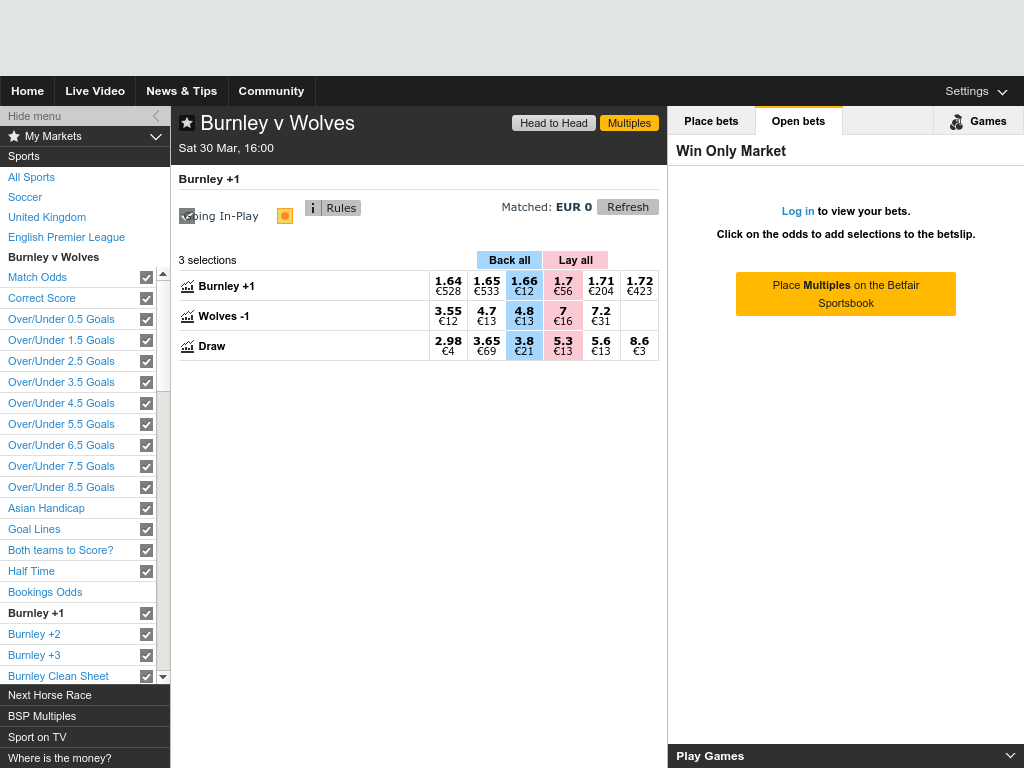 Home
Live Video
News & Tips
Community
Settings
Hide menu
My Markets
Sports
All Sports
Soccer
United Kingdom
English Premier League
Burnley v Wolves
Match Odds
Correct Score
Over/Under 0.5 Goals
Over/Under 1.5 Goals
Over/Under 2.5 Goals
Over/Under 3.5 Goals
Over/Under 4.5 Goals
Over/Under 5.5 Goals
Over/Under 6.5 Goals
Over/Under 7.5 Goals
Over/Under 8.5 Goals
Asian Handicap
Goal Lines
Both teams to Score?
Half Time
Bookings Odds
Burnley +1
Burnley +2
Burnley +3
Burnley Clean Sheet
Next Horse Race
BSP Multiples
Sport on TV
Where is the money?
Burnley v Wolves
Head to Head
Multiples
Sat 30 Mar, 16:00
Burnley +1
Going In-Play
i Rules
Matched: EUR 0
Refresh
3 selections
Back all
Lay all
Burnley +1
1.64 1.65 1.66 1.7 1.71 1.72
€528 €533 €12 €56 €204 €423
Wolves -1
3.55 4.7 4.8 7 7.2
€12 €13 €13 €16 €31
Draw
2.98 3.65 3.8 5.3 5.6 8.6
€4 €69 €21 €13 €13 €3
Place bets
Open bets
Games
Win Only Market
Log in to view your bets.
Click on the odds to add selections to the betslip.
Place Multiples on the Betfair
Sportsbook
Play Games